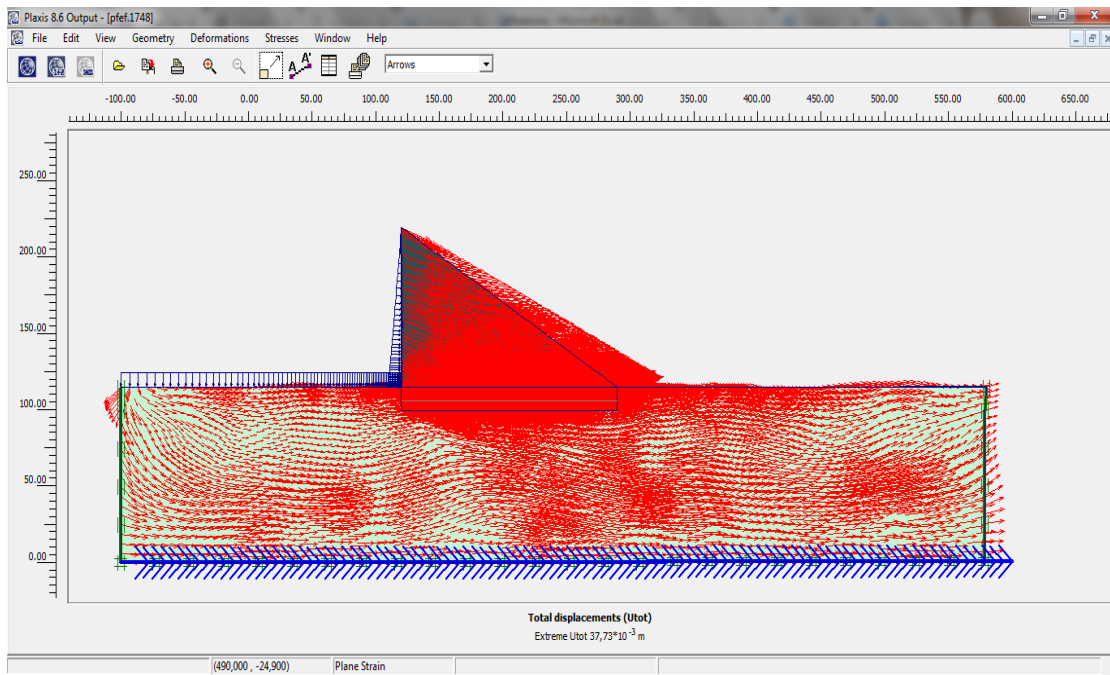 Plaxis 8.6 Output - [pfef.1748]
File Edit View Geometry Deformations Stresses Window Help
A A' Arrows
-100.00 -50.00 0.00 50.00 100.00 150.00 200.00 250.00 300.00 350.00 400.00 450.00 500.00 550.00 600.00 650.00
250.00
200.00
150.00
100.00
50.00
0.00
Total displacements (Utot)
Extreme Utot 37,73*10 -3 m
(490,000 , -24,900) Plane Strain